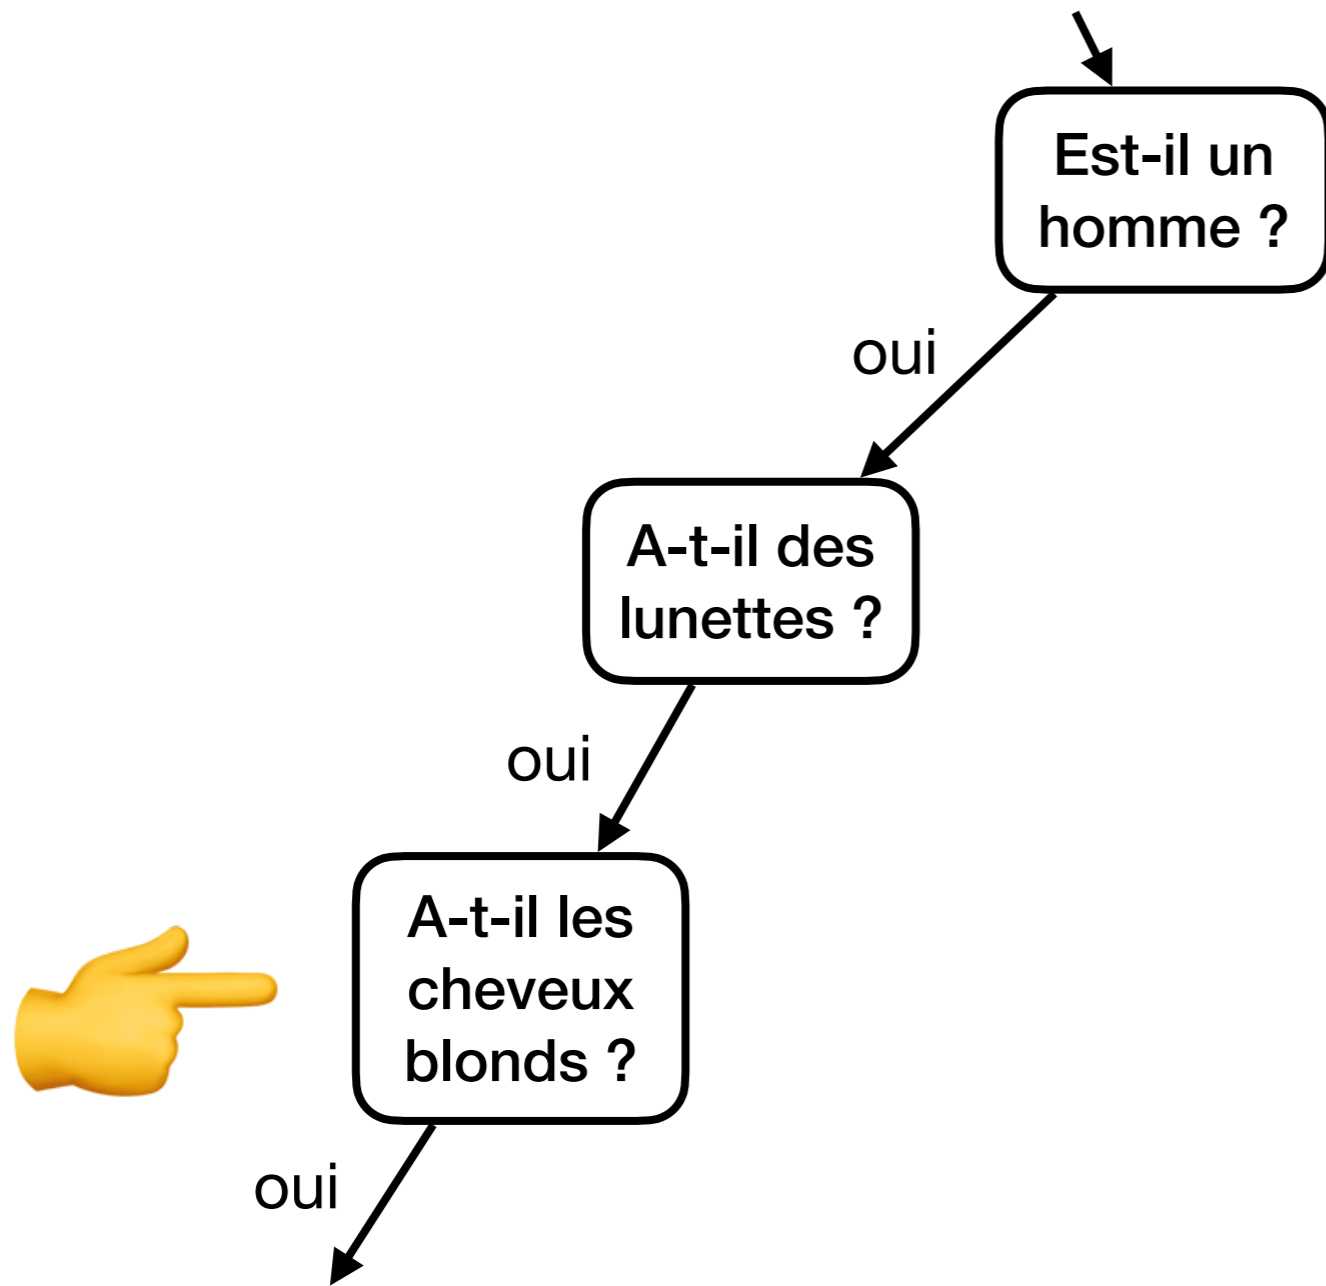 Est-il un
homme ?
oui
A-t-il des
lunettes ?
oui
A-t-il les
cheveux
blonds ?
oui